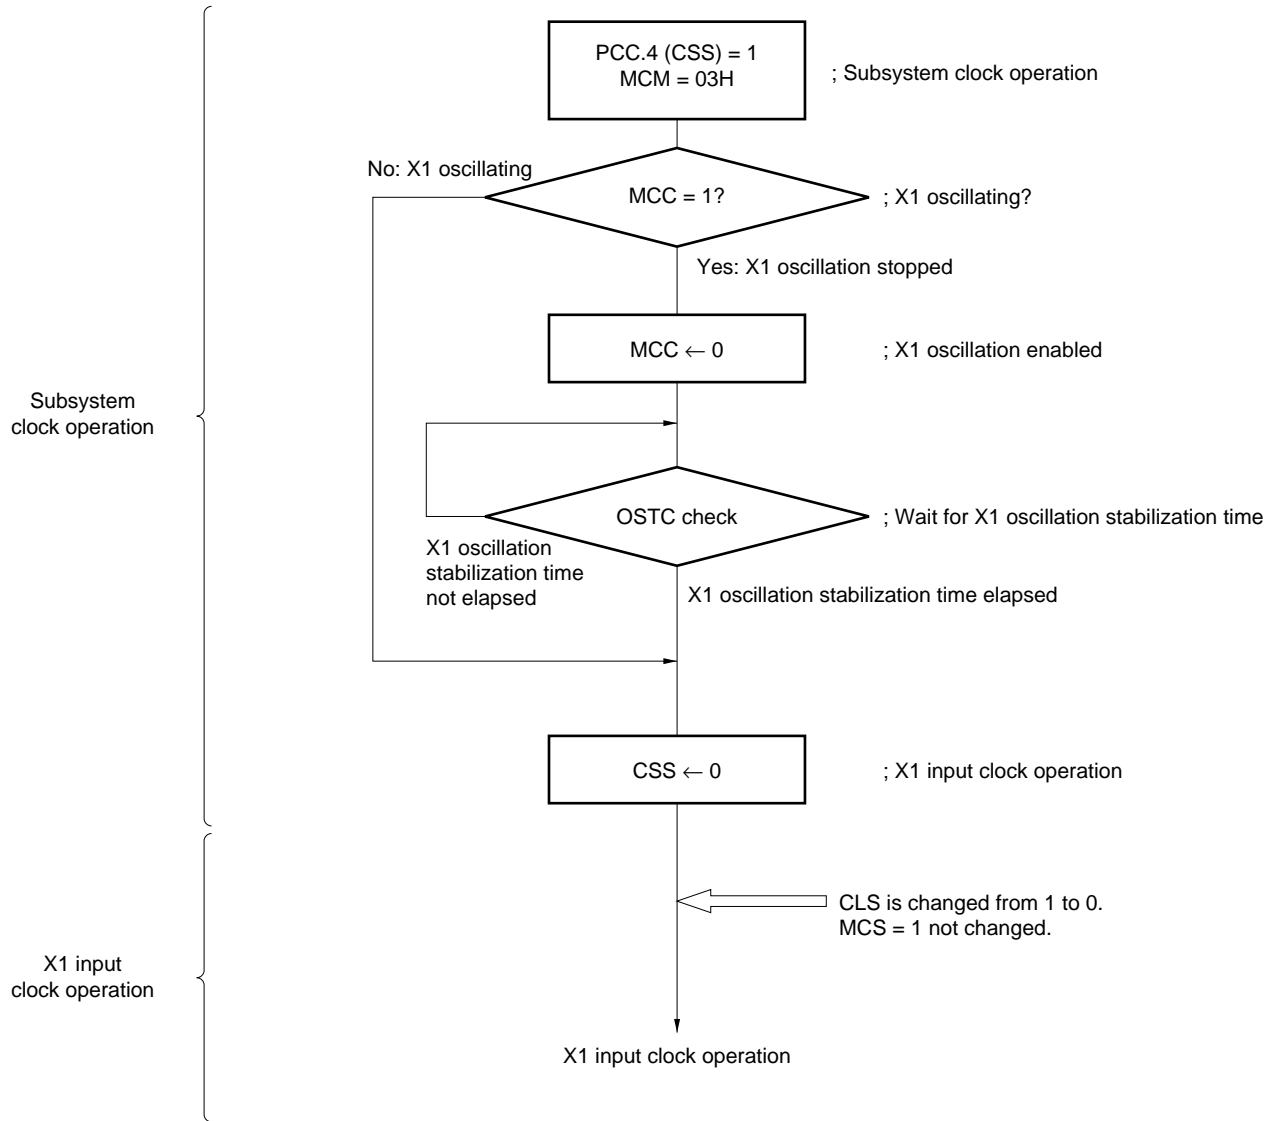 PCC.4 (CSS) = 1
MCM = 03H
; Subsystem clock operation
No: X1 oscillating
MCC = 1?
; X1 oscillating?
Yes: X1 oscillation stopped
MCC ← 0
; X1 oscillation enabled
Subsystem
clock operation
OSTC check
; Wait for X1 oscillation stabilization time
X1 oscillation
stabilization time
not elapsed
X1 oscillation stabilization time elapsed
CSS ← 0
; X1 input clock operation
CLS is changed from 1 to 0.
MCS = 1 not changed.
X1 input
clock operation
X1 input clock operation